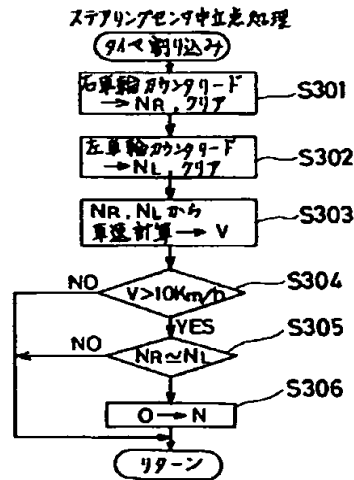 ステアリングセンサ中立点処理
タイマ割り込み
右車輪カウンタリード
→NR, クリア
S301
左車輪カウンタリード
→NL クリア
S302
NR, NLから
車速計算→V
S303
S304
NO
V>10Km/h
YES
S305
NO
NR≃NL
S306
O→N
リターン